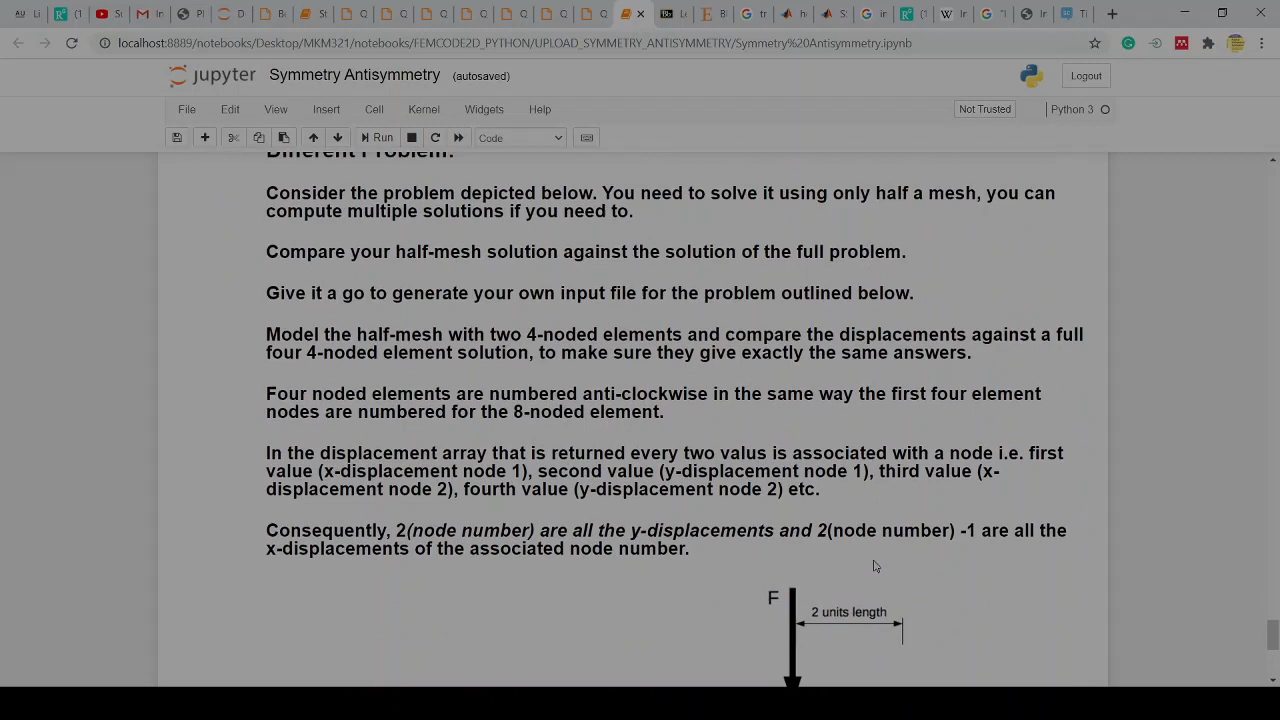 localhost:8889/notebooks/Desktop/MKM321/notebooks/FEMCODE2D_PYTHON/UPLOAD_SYMMETRY_ANTISYMMETRY/Symmetry%20Antisymmetry.ipynb
jupyter Symmetry Antisymmetry (autosaved) Logout
File Edit View Insert Cell Kernel Widgets Help Not Trusted Python 3
Run Code
Different Problem:
Consider the problem depicted below. You need to solve it using only half a mesh, you can
compute multiple solutions if you need to.
Compare your half-mesh solution against the solution of the full problem.
Give it a go to generate your own input file for the problem outlined below.
Model the half-mesh with two 4-noded elements and compare the displacements against a full
four 4-noded element solution, to make sure they give exactly the same answers.
Four noded elements are numbered anti-clockwise in the same way the first four element
nodes are numbered for the 8-noded element.
In the displacement array that is returned every two valus is associated with a node i.e. first
value (x-displacement node 1), second value (y-displacement node 1), third value (x-
displacement node 2), fourth value (y-displacement node 2) etc.
Consequently, 2(node number) are all the y-displacements and 2(node number) -1 are all the
x-displacements of the associated node number.
F
2 units length